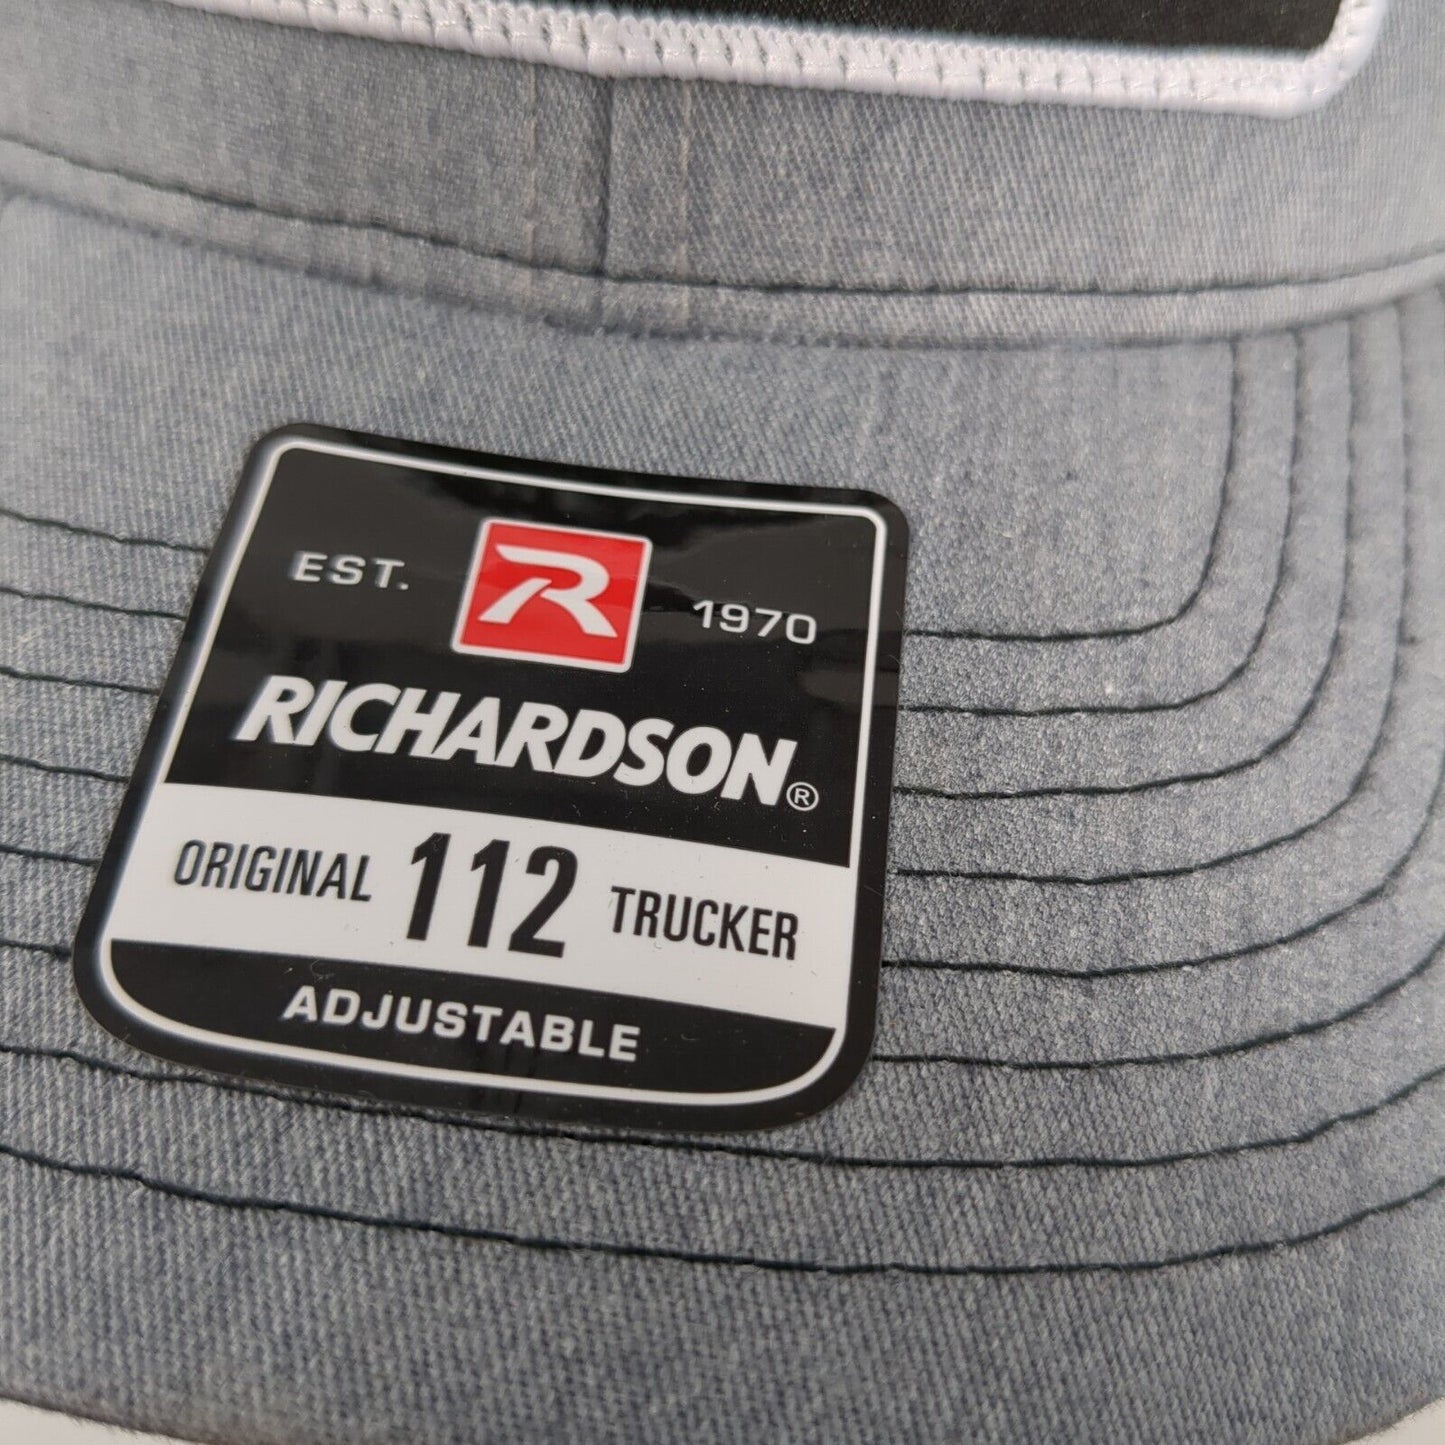 EST. R 1970
RICHARDSON®
ORIGINAL 112 TRUCKER
ADJUSTABLE